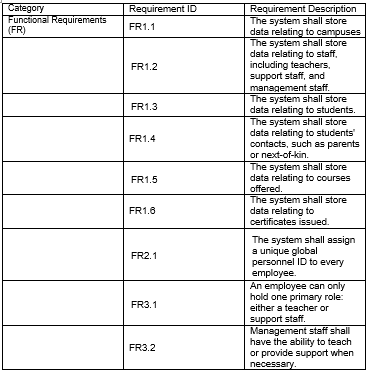 Category Requirement ID Requirement Description
Functional Requirements
(FR)
FR1.1
The system shall store
data relating to campuses
FR1.2
The system shall store
data relating to staff,
including teachers,
support staff, and
management staff.
FR1.3
The system shall store
data relating to students.
FR1.4
The system shall store
data relating to students'
contacts, such as parents
or next-of-kin.
FR1.5
The system shall store
data relating to courses
offered.
FR1.6
The system shall store
data relating to
certificates issued.
FR2.1
The system shall assign
a unique global
personnel ID to every
employee.
FR3.1
An employee can only
hold one primary role:
either a teacher or
support staff.
FR3.2
Management staff shall
have the ability to teach
or provide support when
necessary.